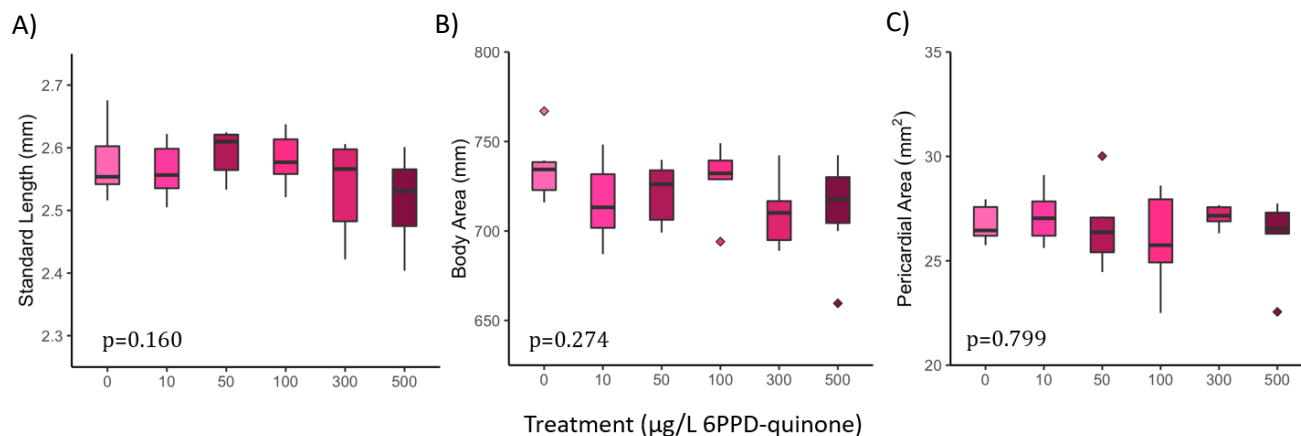 A)
Standard Length (mm)
2.7
2.6
2.5
2.4
2.3
p=0.160
0 10 50 100 300 500
B)
Body Area (mm)
800
750
700
650
p=0.274
0 10 50 100 300 500
C)
Pericardial Area (mm²)
35
30
25
20
p=0.799
0 10 50 100 300 500
Treatment (µg/L 6PPD-quinone)